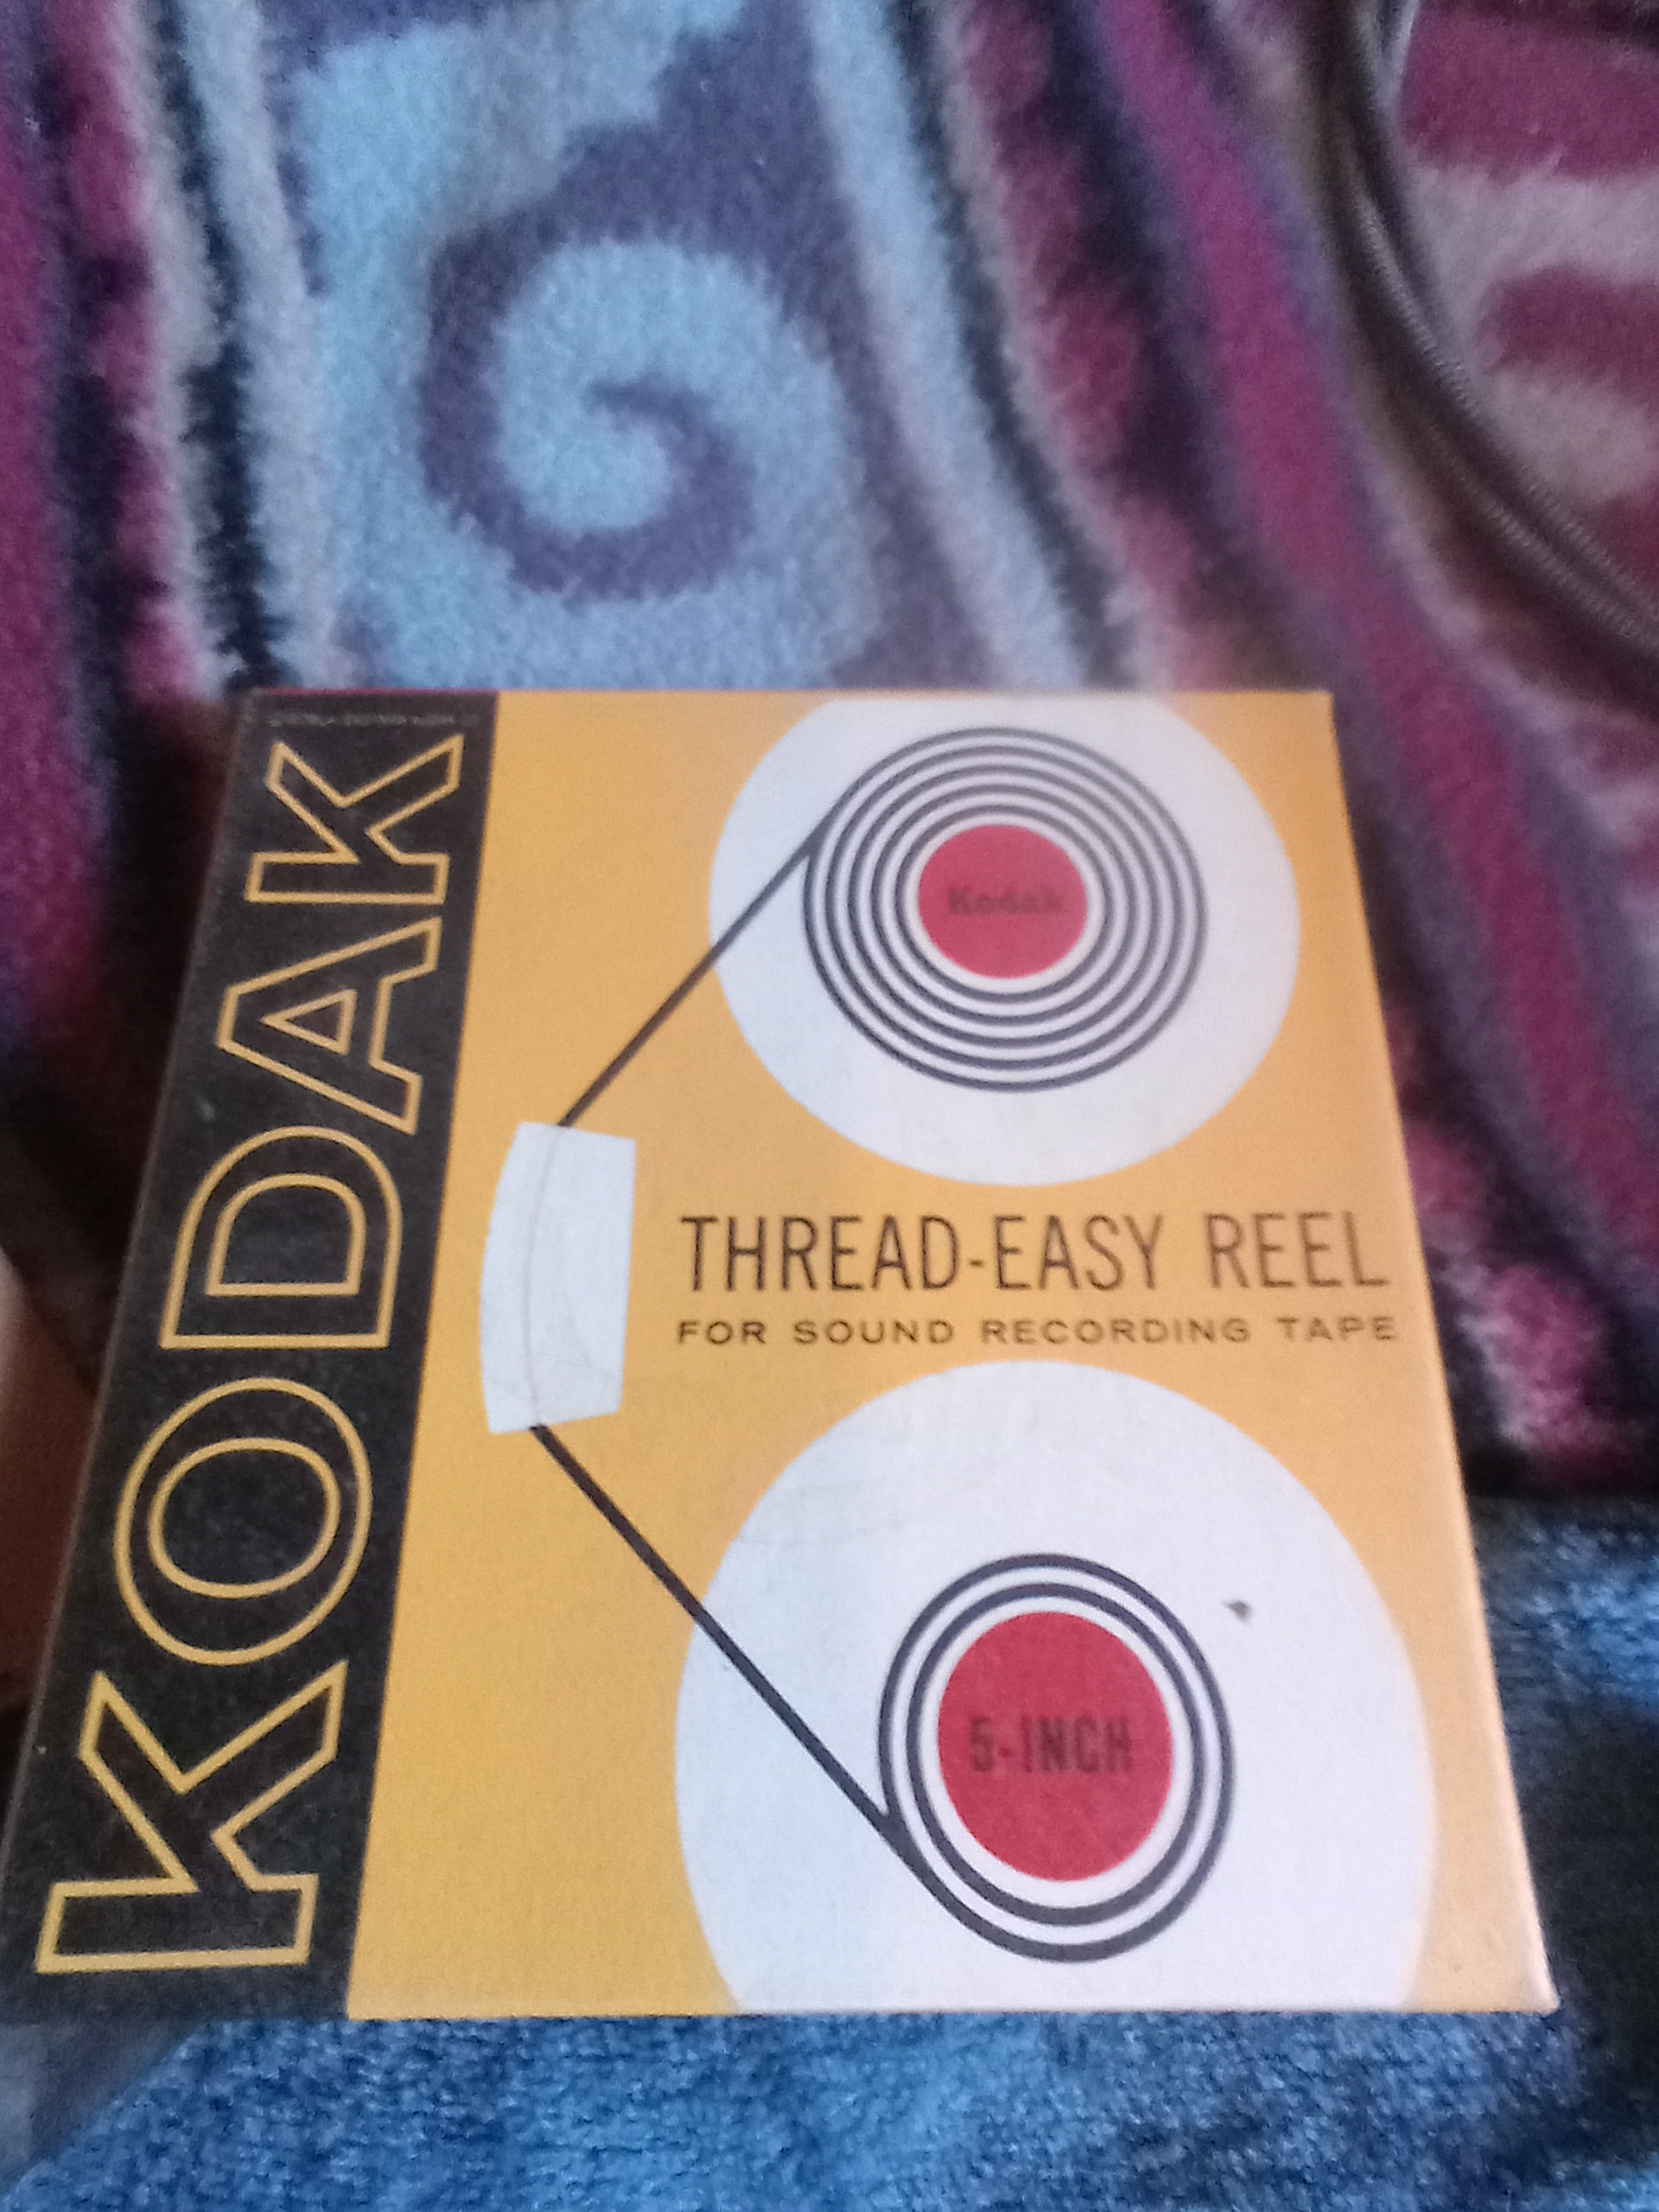 KODAK
Kodak
THREAD-EASY REEL
FOR SOUND RECORDING TAPE
5-INCH